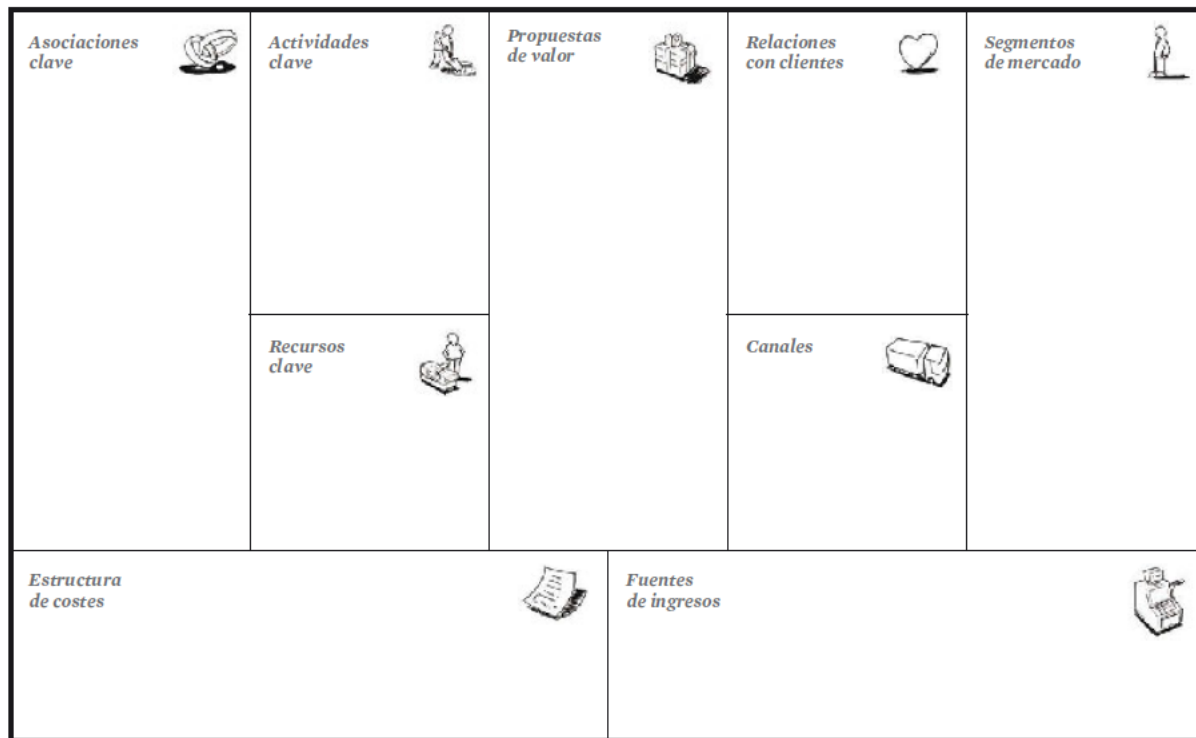 Asociaciones
clave
Actividades
clave
Propuestas
de valor
Relaciones
con clientes
Segmentos
de mercado
Recursos
clave
Canales
Estructura
de costes
Fuentes
de ingresos